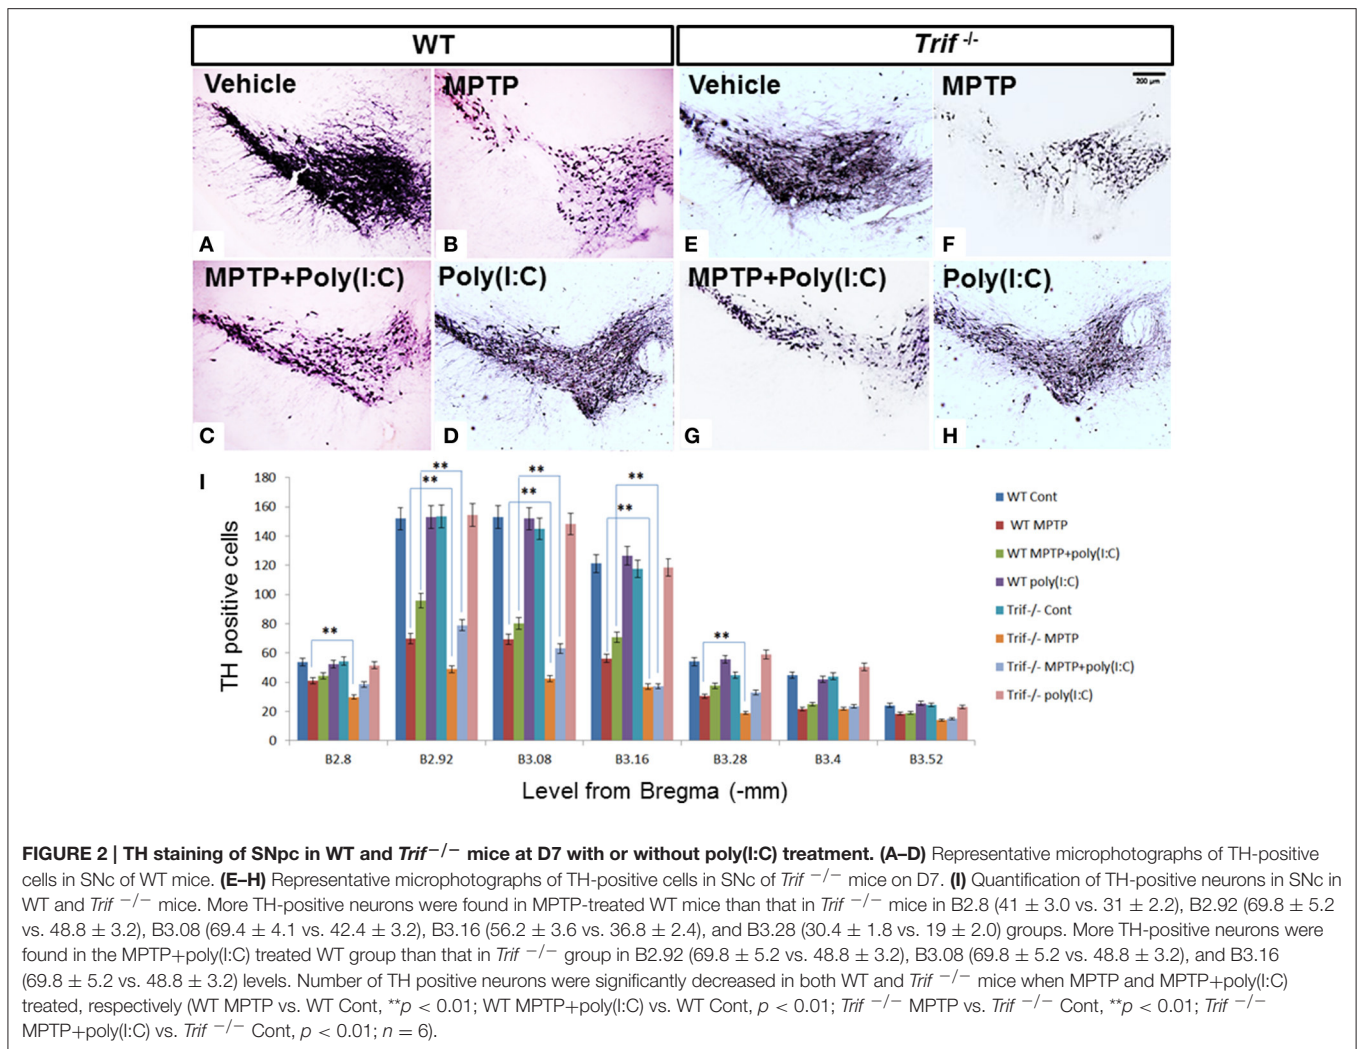 WT
Trif -/-
Vehicle
MPTP
Vehicle
MPTP
200 µm
A
B
E
F
MPTP+Poly(I:C)
Poly(I:C)
MPTP+Poly(I:C)
Poly(I:C)
C
D
G
H
I
TH positive cells
180
160
140
120
100
80
60
40
20
0
**
**
**
**
**
**
**
**
B2.8
B2.92
B3.08
B3.16
B3.28
B3.4
B3.52
Level from Bregma (-mm)
WT Cont
WT MPTP
WT MPTP+poly(I:C)
WT poly(I:C)
Trif-/- Cont
Trif-/- MPTP
Trif-/- MPTP+poly(I:C)
Trif-/- poly(I:C)
FIGURE 2 | TH staining of SNpc in WT and Trif−/− mice at D7 with or without poly(I:C) treatment. (A–D) Representative microphotographs of TH-positive
cells in SNc of WT mice. (E–H) Representative microphotographs of TH-positive cells in SNc of Trif −/− mice on D7. (I) Quantification of TH-positive neurons in SNc in
WT and Trif −/− mice. More TH-positive neurons were found in MPTP-treated WT mice than that in Trif −/− mice in B2.8 (41 ± 3.0 vs. 31 ± 2.2), B2.92 (69.8 ± 5.2
vs. 48.8 ± 3.2), B3.08 (69.4 ± 4.1 vs. 42.4 ± 3.2), B3.16 (56.2 ± 3.6 vs. 36.8 ± 2.4), and B3.28 (30.4 ± 1.8 vs. 19 ± 2.0) groups. More TH-positive neurons were
found in the MPTP+poly(I:C) treated WT group than that in Trif −/− group in B2.92 (69.8 ± 5.2 vs. 48.8 ± 3.2), B3.08 (69.8 ± 5.2 vs. 48.8 ± 3.2), and B3.16
(69.8 ± 5.2 vs. 48.8 ± 3.2) levels. Number of TH positive neurons were significantly decreased in both WT and Trif −/− mice when MPTP and MPTP+poly(I:C)
treated, respectively (WT MPTP vs. WT Cont, **p < 0.01; WT MPTP+poly(I:C) vs. WT Cont, p < 0.01; Trif −/− MPTP vs. Trif −/− Cont, **p < 0.01; Trif −/−
MPTP+poly(I:C) vs. Trif −/− Cont, p < 0.01; n = 6).